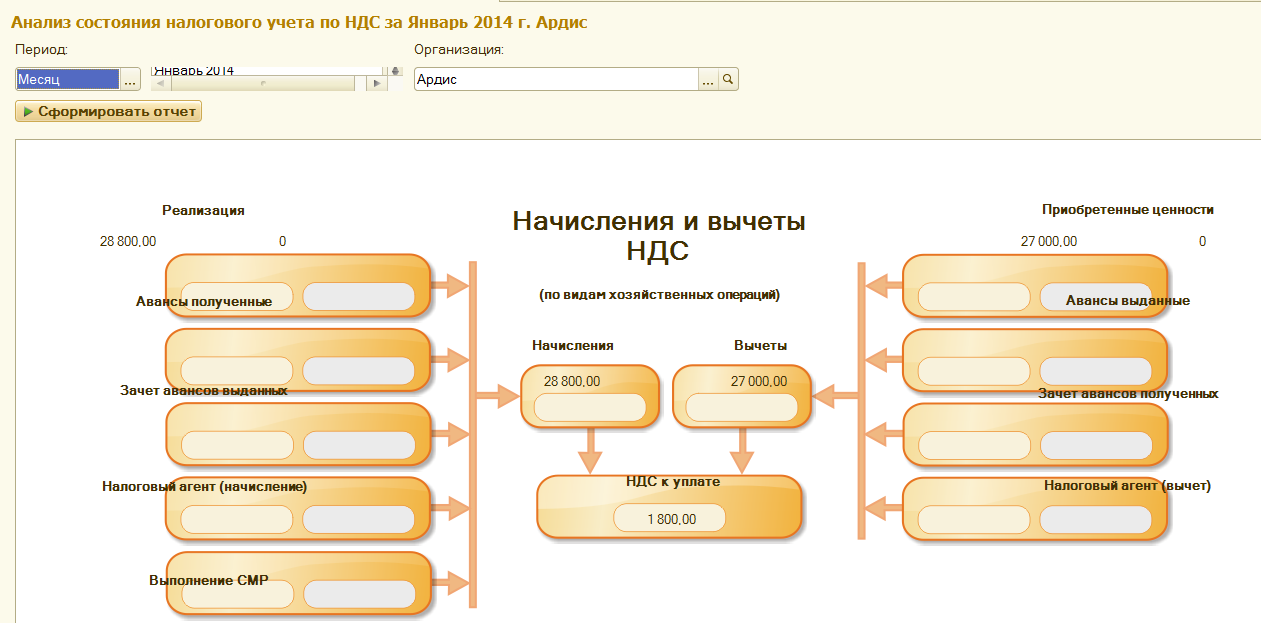 Анализ состояния налогового учета по НДС за Январь 2014 г. Ардис
Период:
Организация:
Месяц
...
Январь 2014
Ардис
...
Сформировать отчет
Начисления и вычеты
НДС
(по видам хозяйственных операций)
Реализация
28 800,00 0
Авансы полученные
Зачет авансов выданных
Налоговый агент (начисление)
Выполнение СМР
Начисления
28 800,00
Вычеты
27 000,00
НДС к уплате
1 800,00
Приобретенные ценности
27 000,00 0
Авансы выданные
Зачет авансов полученных
Налоговый агент (вычет)